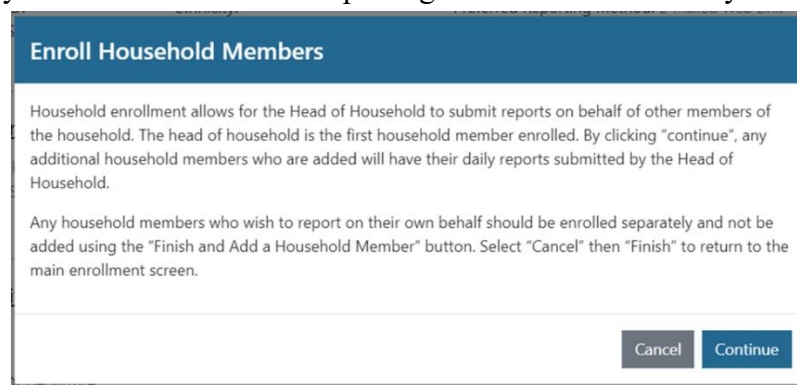 Ethnicity:
Enroll Household Members
Household enrollment allows for the Head of Household to submit reports on behalf of other members of
the household. The head of household is the first household member enrolled. By clicking "continue", any
additional household members who are added will have their daily reports submitted by the Head of
Household.
Any household members who wish to report on their own behalf should be enrolled separately and not be
added using the "Finish and Add a Household Member" button. Select "Cancel" then "Finish" to return to the
main enrollment screen.
Cancel Continue